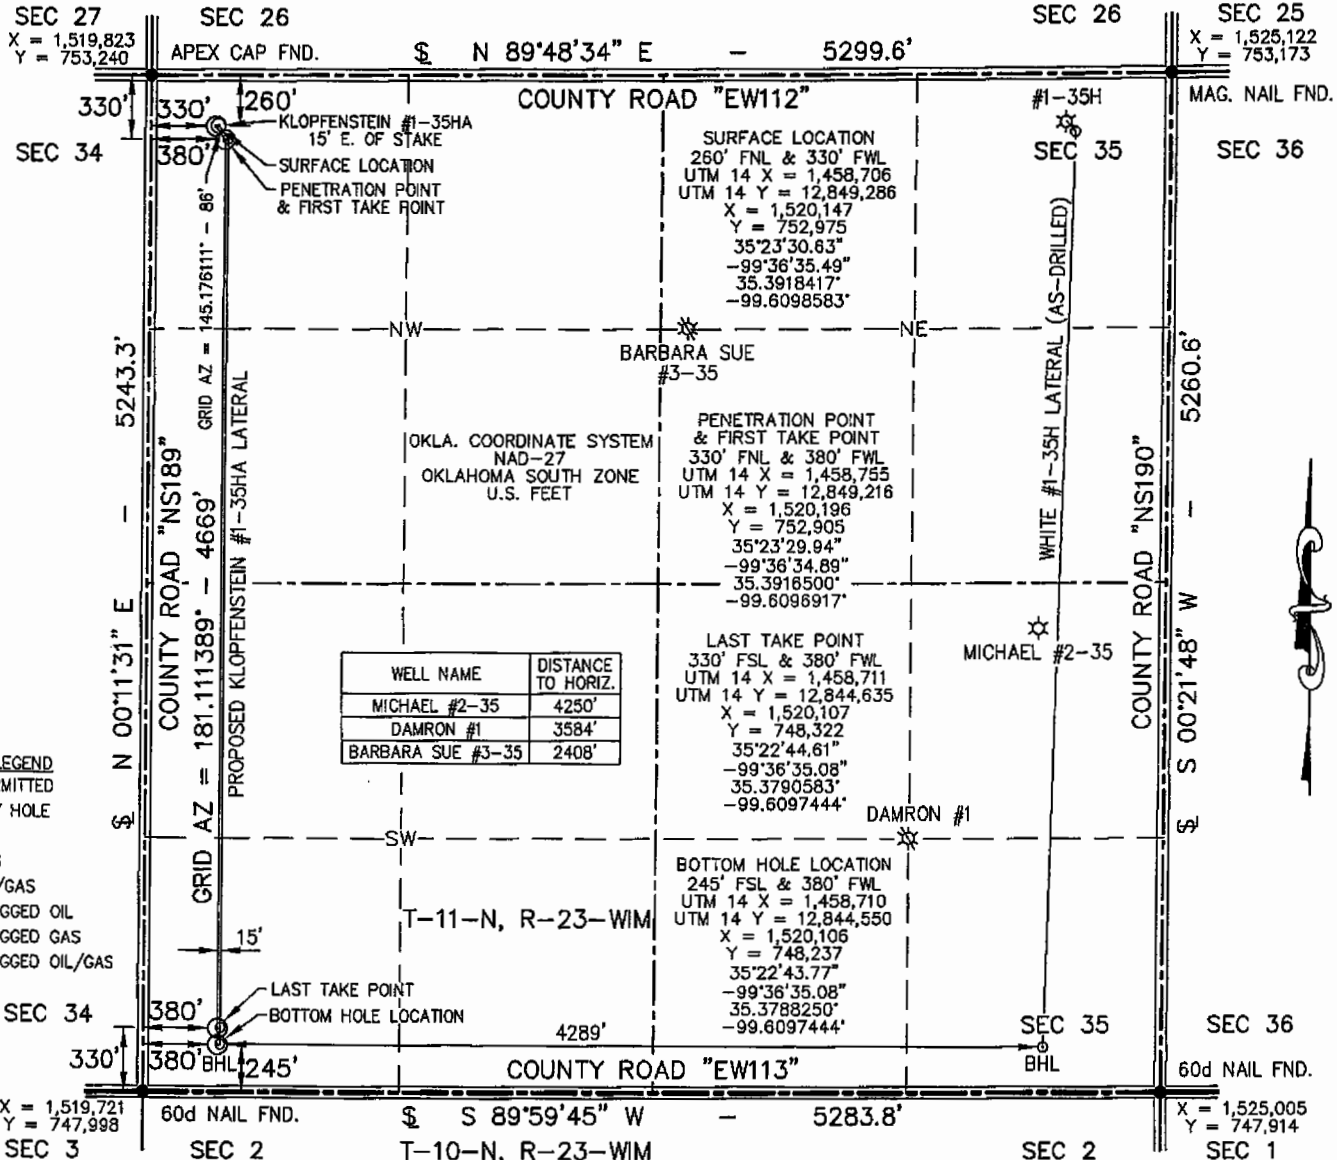 SEC 27
SEC 26
SEC 26
SEC 25
X = 1,519,823
Y = 753,240
APEX CAP FND.
N 89°48'34" E - 5299.6'
X = 1,525,122
Y = 753,173
MAG. NAIL FND.
330'
330'
260'
380'
COUNTY ROAD "EW112"
#1-35H
KLOPFENSTEIN #1-35HA
15' E. OF STAKE
SURFACE LOCATION
PENETRATION POINT
& FIRST TAKE POINT
SEC 34
SEC 35
SEC 36
SURFACE LOCATION
260' FNL & 330' FWL
UTM 14 X = 1,458,706
UTM 14 Y = 12,849,286
X = 1,520,147
Y = 752,975
35°23'30.63"
-99°36'35.49"
35.3918417°
-99.6098583°
GRID AZ = 145.176111° - 86'
NW
NE
BARBARA SUE
#3-35
WHITE #1-35H LATERAL (AS-DRILLED)
5243.3'
-
N 00°11'31" E
COUNTY ROAD "NS189"
GRID AZ = 181.111389° - 4669'
PROPOSED KLOPFENSTEIN #1-35HA LATERAL
OKLA. COORDINATE SYSTEM
NAD-27
OKLAHOMA SOUTH ZONE
U.S. FEET
PENETRATION POINT
& FIRST TAKE POINT
330' FNL & 380' FWL
UTM 14 X = 1,458,755
UTM 14 Y = 12,849,216
X = 1,520,196
Y = 752,905
35°23'29.94"
-99°36'34.89"
35.3916500°
-99.6096917°
5260.6'
-
S 00°21'48" W
COUNTY ROAD "NS190"
MICHAEL #2-35
WELL NAME DISTANCE TO HORIZ.
MICHAEL #2-35 4250'
DAMRON #1 3584'
BARBARA SUE #3-35 2408'
LAST TAKE POINT
330' FSL & 380' FWL
UTM 14 X = 1,458,711
UTM 14 Y = 12,844,635
X = 1,520,107
Y = 748,322
35°22'44.61"
-99°36'35.08"
35.3790583°
-99.6097444°
LEGEND
HOLE
/GAS
GGED OIL
GGED GAS
GGED OIL/GAS
DAMRON #1
SW
BOTTOM HOLE LOCATION
245' FSL & 380' FWL
UTM 14 X = 1,458,710
UTM 14 Y = 12,844,550
X = 1,520,106
Y = 748,237
35°22'43.77"
-99°36'35.08"
35.3788250°
-99.6097444°
T-11-N, R-23-WIM
15'
LAST TAKE POINT
BOTTOM HOLE LOCATION
SEC 34
380'
330'
380'
BHL
245'
4289'
SEC 35
BHL
SEC 36
COUNTY ROAD "EW113"
60d NAIL FND.
X = 1,519,721
Y = 747,998
60d NAIL FND.
S 89°59'45" W - 5283.8'
X = 1,525,005
Y = 747,914
SEC 3
SEC 2
T-10-N, R-23-WIM
SEC 2
SEC 1